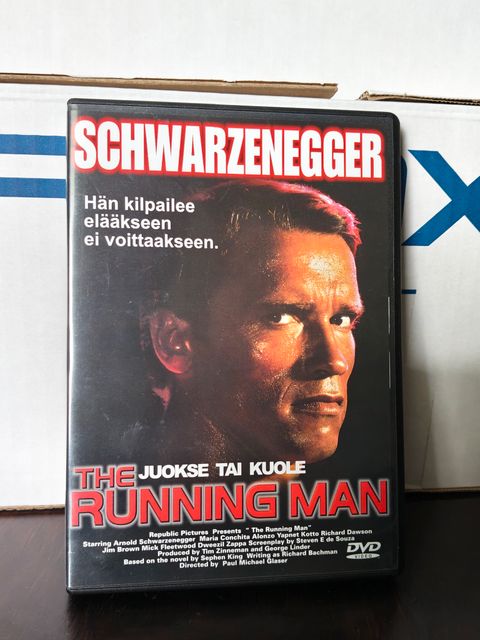 SCHWARZENEGGER
Hän kilpailee
elääkseen
ei voittaakseen.
JUOKSE TAI KUOLE
THE
RUNNING MAN
Republic Pictures Presents " The Running Man"
Starring Arnold Schwarzenegger Maria Conchita Alonzo Yapnet Kotto Richard Dawson
Jim Brown Mick Fleetwood Dweezil Zappa Screenplay by Steven E de Souza
Produced by Tim Zinneman and George Linder
Based on the novel by Sephen King Writing as Richard Bachman
Directed by Paul Michael Glaser
DVD
VIDEO